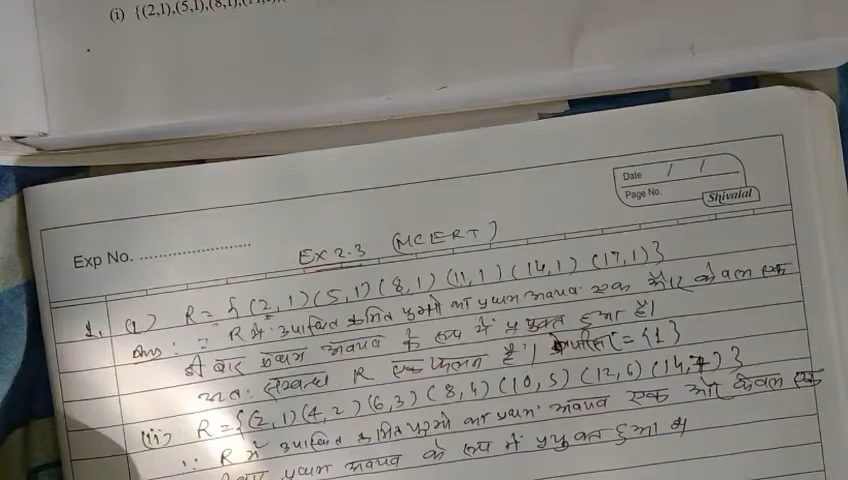 (i) {(2,1),(5,1),(8,1),
Date / /
Page No.
Shivalal
Exp No. ..............................
EX 2.3 (NCERT)
1. (i) R = { (2,1) (5,1) (8,1) (11,1) (14,1) (17,1) }
Ans: ∵ R में उपस्थित क्रमित युग्मों का प्रथम अवयव एक और केवल एक
ही बार प्रथम अवयव के रूप में प्रयुक्त हुआ है।
अतः सम्बन्ध R एक फलन है। = {1}
(ii) R = {(2,1) (4,2) (6,3) (8,4) (10,5) (12,6) (14,7) }
∵ R में उपस्थित क्रमित युग्मों का प्रथम अवयव एक और केवल एक
बार प्रथम अवयव के रूप में प्रयुक्त हुआ